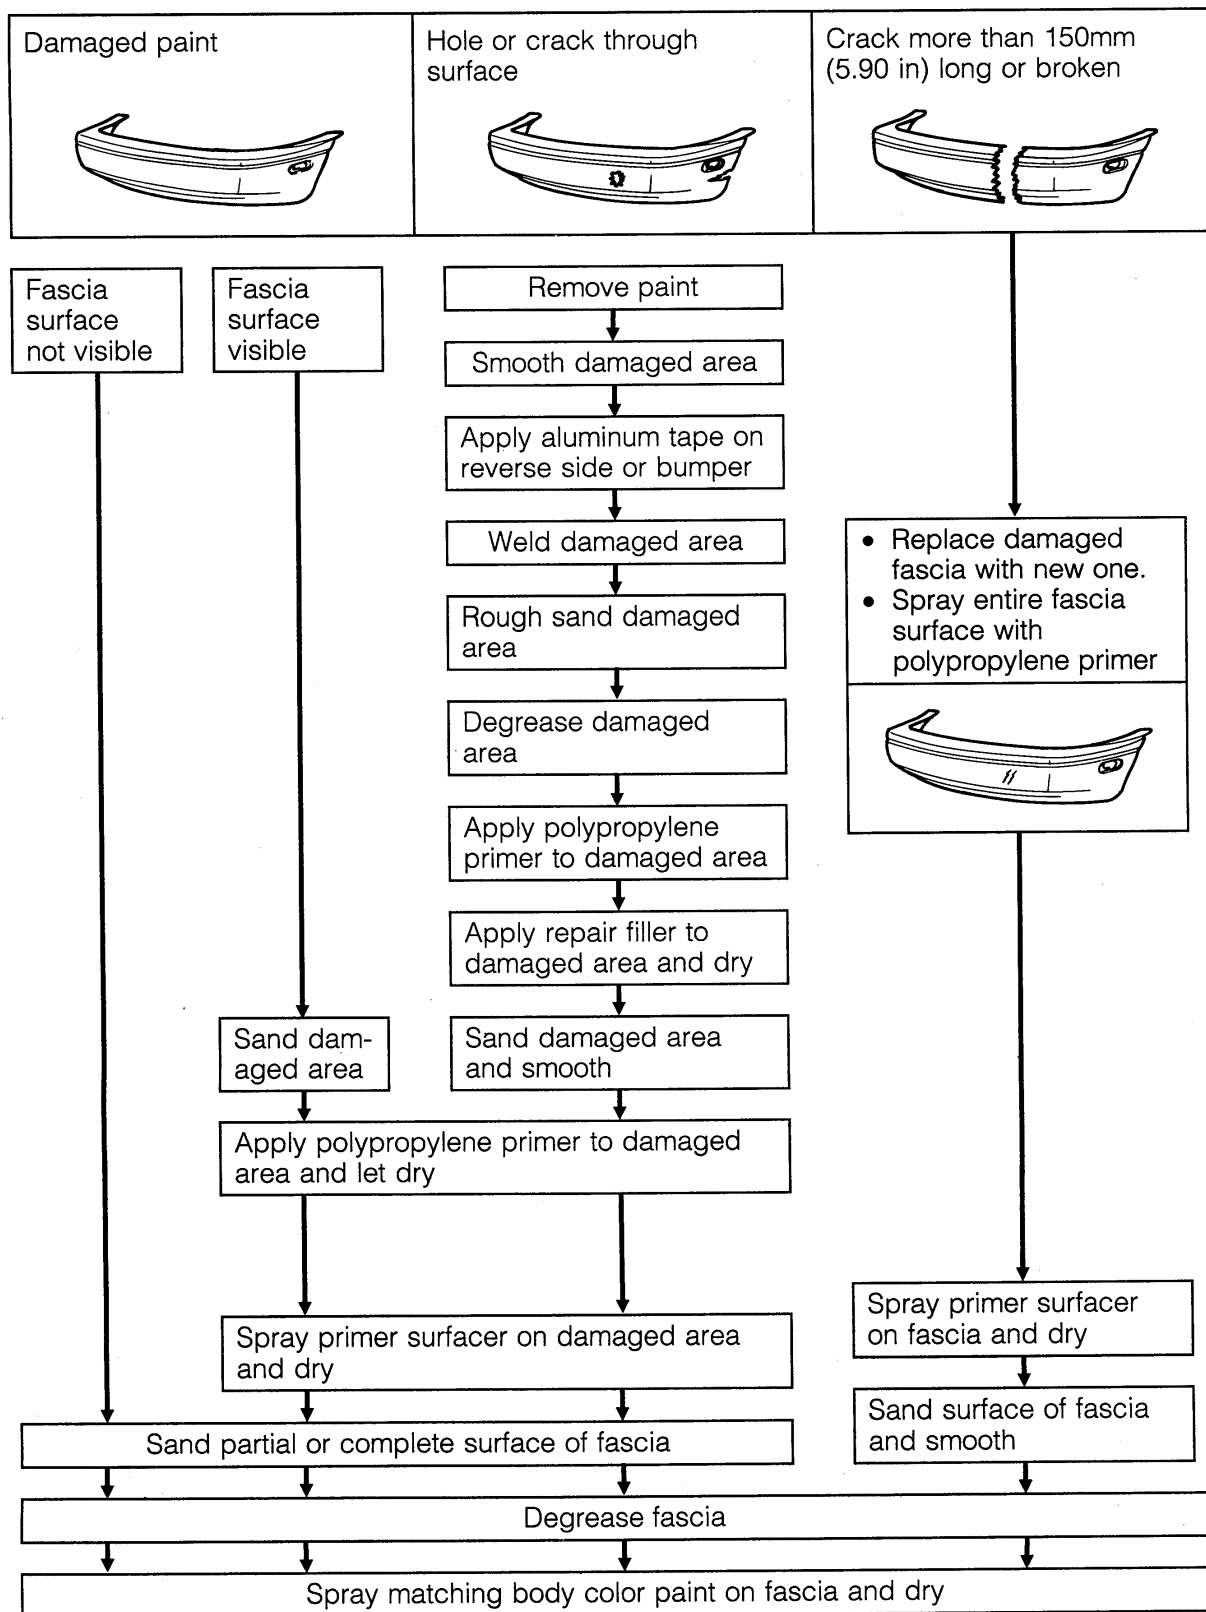 Damaged paint
Hole or crack through
surface
Crack more than 150mm
(5.90 in) long or broken
Fascia
surface
not visible
Fascia
surface
visible
Remove paint
Smooth damaged area
Apply aluminum tape on
reverse side or bumper
Weld damaged area
Rough sand damaged
area
Degrease damaged
area
Apply polypropylene
primer to damaged area
Apply repair filler to
damaged area and dry
Sand dam-
aged area
Sand damaged area
and smooth
Apply polypropylene primer to damaged
area and let dry
Spray primer surfacer on damaged area
and dry
• Replace damaged
fascia with new one.
• Spray entire fascia
surface with
polypropylene primer
Spray primer surfacer
on fascia and dry
Sand surface of fascia
and smooth
Sand partial or complete surface of fascia
Degrease fascia
Spray matching body color paint on fascia and dry